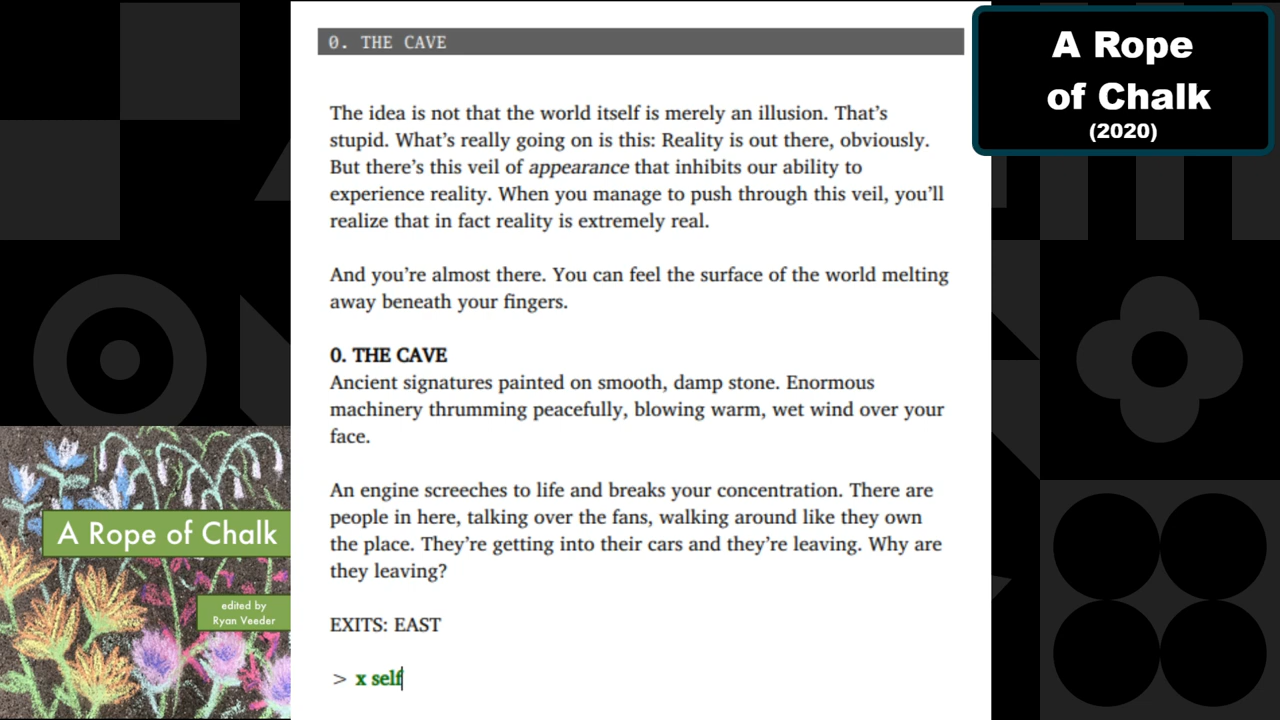 0. THE CAVE
The idea is not that the world itself is merely an illusion. That’s
stupid. What’s really going on is this: Reality is out there, obviously.
But there’s this veil of appearance that inhibits our ability to
experience reality. When you manage to push through this veil, you’ll
realize that in fact reality is extremely real.
And you’re almost there. You can feel the surface of the world melting
away beneath your fingers.
0. THE CAVE
Ancient signatures painted on smooth, damp stone. Enormous
machinery thrumming peacefully, blowing warm, wet wind over your
face.
An engine screeches to life and breaks your concentration. There are
people in here, talking over the fans, walking around like they own
the place. They’re getting into their cars and they’re leaving. Why are
they leaving?
EXITS: EAST
> x self
A Rope
of Chalk
(2020)
A Rope of Chalk
edited by
Ryan Veeder